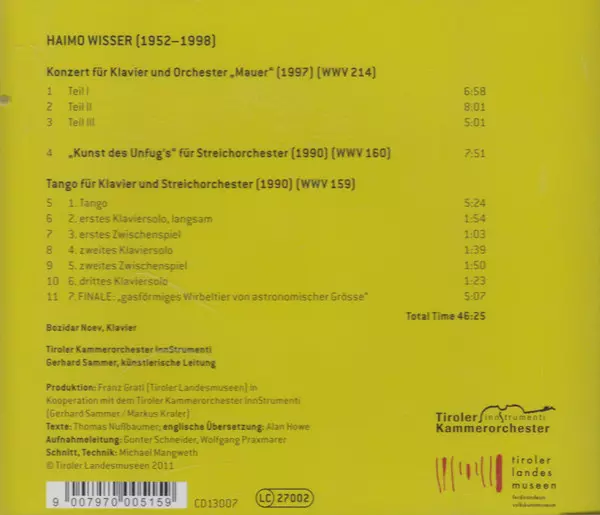 HAIMO WISSER (1952–1998)
Konzert für Klavier und Orchester „Mauer“ (1997) (WWV 214)
1 Teil I 6:58
2 Teil II 8:01
3 Teil III 5:01
4 „Kunst des Unfug's“ für Streichorchester (1990) (WWV 160) 7:51
Tango für Klavier und Streichorchester (1990) (WWV 159)
5 1. Tango 5:24
6 2. erstes Klaviersolo, langsam 1:54
7 3. erstes Zwischenspiel 1:03
8 4. zweites Klaviersolo 1:39
9 5. zweites Zwischenspiel 1:50
10 6. drittes Klaviersolo 1:23
11 7. FINALE: „gasförmiges Wirbeltier von astronomischer Grösse“ 5:07
Total Time 46:25
Bozidar Noev, Klavier
Tiroler Kammerorchester InnStrumenti
Gerhard Sammer, künstlerische Leitung
Produktion: Franz Gratl (Tiroler Landesmuseen) in
Kooperation mit dem Tiroler Kammerorchester InnStrumenti
(Gerhard Sammer / Markus Kraler)
Texte: Thomas Nußbaumer; englische Übersetzung: Alan Howe
Aufnahmeleitung: Gunter Schneider, Wolfgang Praxmarer
Schnitt, Technik: Michael Mangweth
© Tiroler Landesmuseen 2011
Tiroler innstrumenti
Kammerorchester
tiroler
landes
museen
ferdinandeum
volkskunstmuseum
9 007970 005159
CD13007
LC 27002